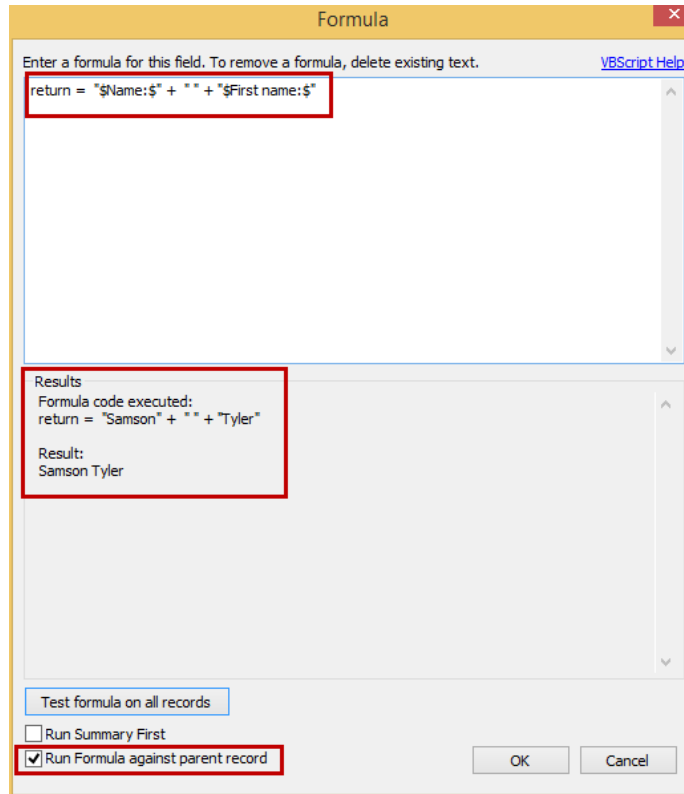 Formula
Enter a formula for this field. To remove a formula, delete existing text. VBScript Help
return = "$Name:$" + " " + "$First name:$"
Results
Formula code executed:
return = "Samson" + " " + "Tyler"
Result:
Samson Tyler
Test formula on all records
Run Summary First
Run Formula against parent record OK Cancel